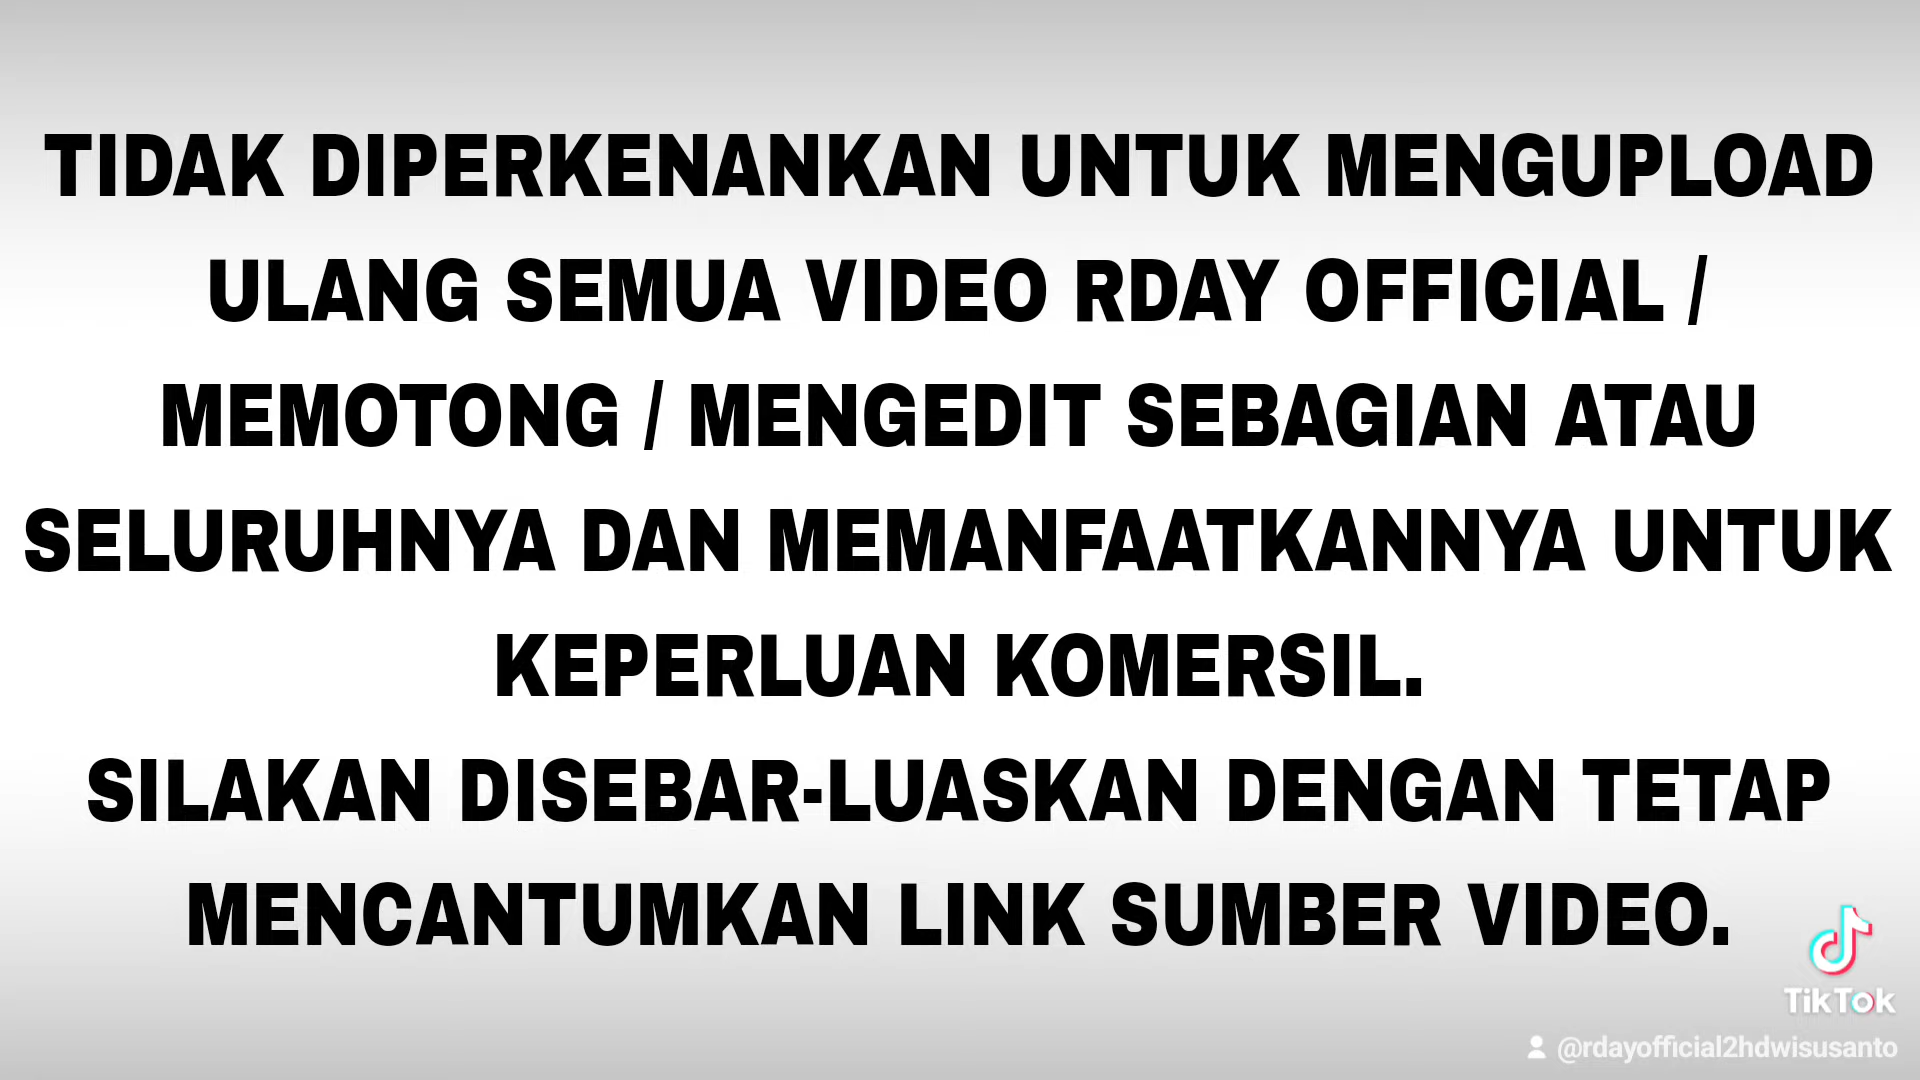 TIDAK DIPERKENANKAN UNTUK MENGUPLOAD
ULANG SEMUA VIDEO RDAY OFFICIAL /
MEMOTONG / MENGEDIT SEBAGIAN ATAU
SELURUHNYA DAN MEMANFAATKANNYA UNTUK
KEPERLUAN KOMERSIL.
SILAKAN DISEBAR-LUASKAN DENGAN TETAP
MENCANTUMKAN LINK SUMBER VIDEO.
TikTok
@rdayofficial2hdwisusanto